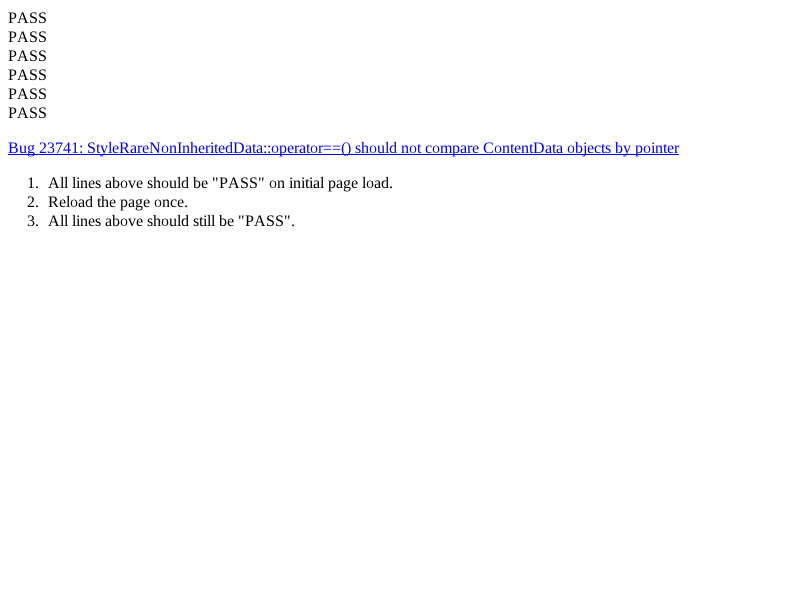 PASS
PASS
PASS
PASS
PASS
PASS
Bug 23741: StyleRareNonInheritedData::operator==() should not compare ContentData objects by pointer
1. All lines above should be "PASS" on initial page load.
2. Reload the page once.
3. All lines above should still be "PASS".